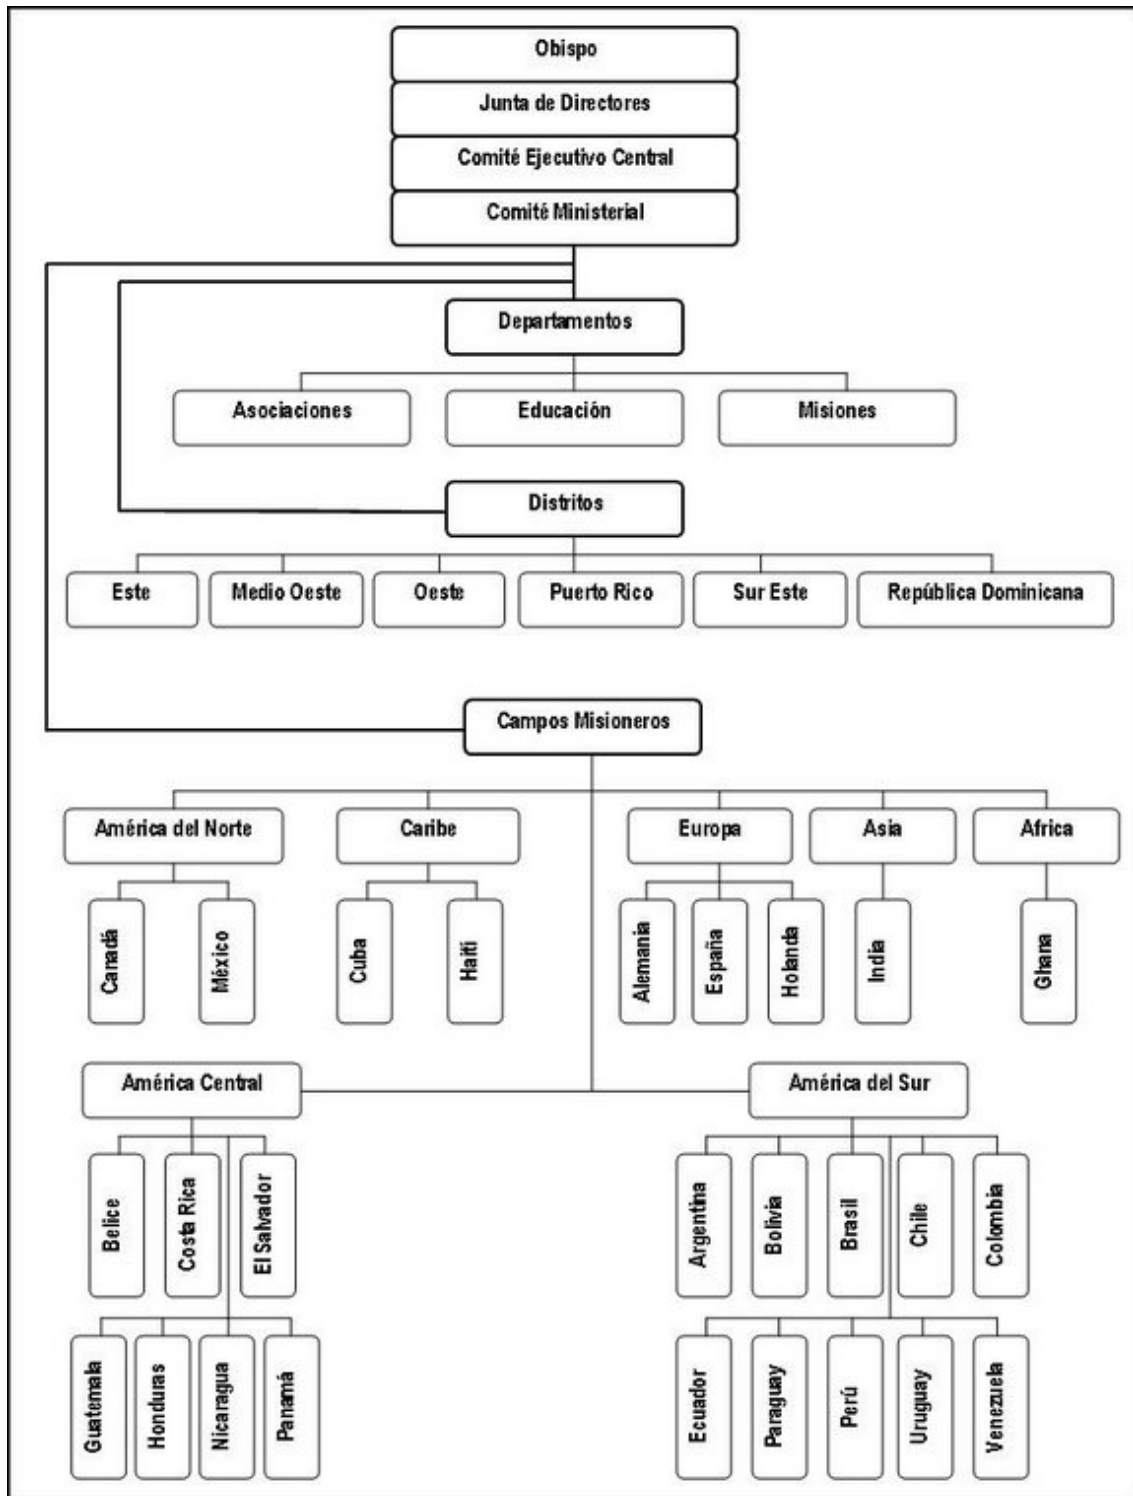 Obispo
Junta de Directores
Comité Ejecutivo Central
Comité Ministerial
Departamentos
Asociaciones
Educación
Misiones
Distritos
Este
Medio Oeste
Oeste
Puerto Rico
Sur Este
República Dominicana
Campos Misioneros
América del Norte
Caribe
Europa
Asia
Africa
Canadá
México
Cuba
Haití
Alemania
España
Holanda
India
Ghana
América Central
América del Sur
Belice
Costa Rica
El Salvador
Argentina
Bolivia
Brasil
Chile
Colombia
Guatemala
Honduras
Nicaragua
Panamá
Ecuador
Paraguay
Perú
Uruguay
Venezuela